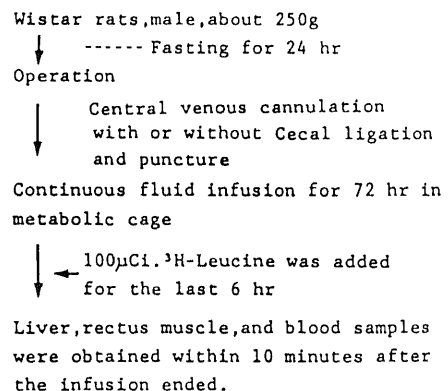 Wistar rats,male,about 250g
------ Fasting for 24 hr
Operation
Central venous cannulation
with or without Cecal ligation
and puncture
Continuous fluid infusion for 72 hr in
metabolic cage
100μCi.³H-Leucine was added
for the last 6 hr
Liver,rectus muscle,and blood samples
were obtained within 10 minutes after
the infusion ended.